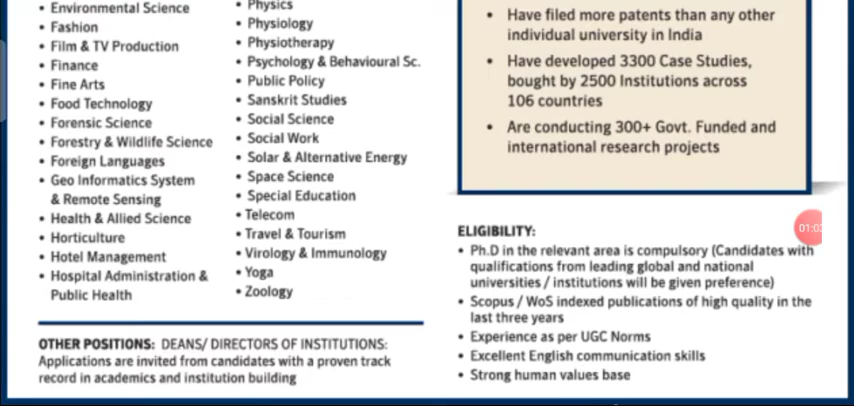 • Environmental Science
• Fashion
• Film & TV Production
• Finance
• Fine Arts
• Food Technology
• Forensic Science
• Forestry & Wildlife Science
• Foreign Languages
• Geo Informatics System
& Remote Sensing
• Health & Allied Science
• Horticulture
• Hotel Management
• Hospital Administration &
Public Health
• Physics
• Physiology
• Physiotherapy
• Psychology & Behavioural Sc.
• Public Policy
• Sanskrit Studies
• Social Science
• Social Work
• Solar & Alternative Energy
• Space Science
• Special Education
• Telecom
• Travel & Tourism
• Virology & Immunology
• Yoga
• Zoology
OTHER POSITIONS: DEANS/ DIRECTORS OF INSTITUTIONS:
Applications are invited from candidates with a proven track
record in academics and institution building
• Have filed more patents than any other
individual university in India
• Have developed 3300 Case Studies,
bought by 2500 Institutions across
106 countries
• Are conducting 300+ Govt. Funded and
international research projects
ELIGIBILITY:
• Ph.D in the relevant area is compulsory (Candidates with
qualifications from leading global and national
universities / institutions will be given preference)
• Scopus / WoS indexed publications of high quality in the
last three years
• Experience as per UGC Norms
• Excellent English communication skills
• Strong human values base